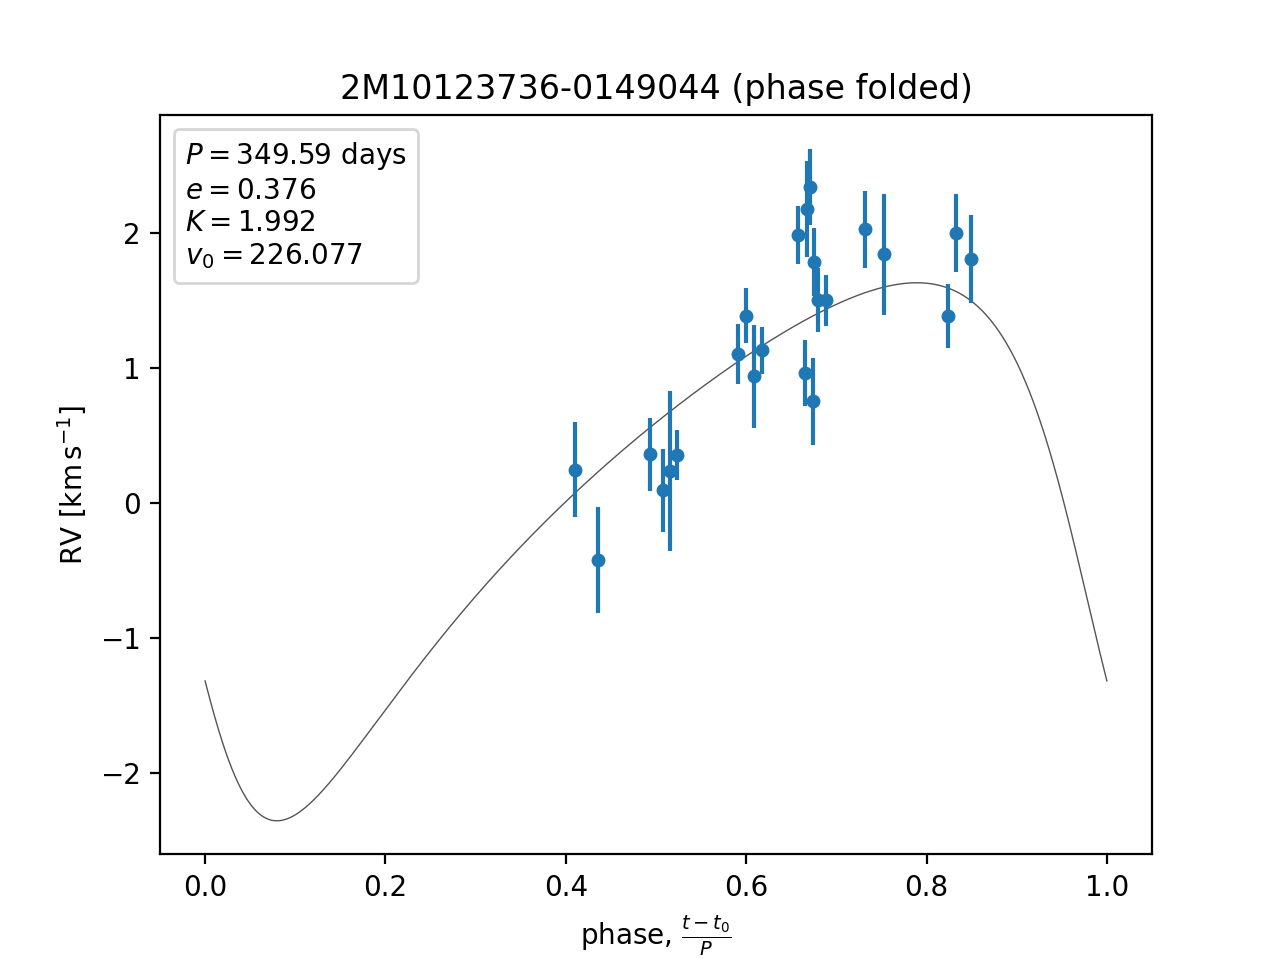 2M10123736-0149044 (phase folded)
P = 349.59 days
e = 0.376
K = 1.992
v₀ = 226.077
RV [km s⁻¹]
2
1
0
−1
−2
0.0 0.2 0.4 0.6 0.8 1.0
phase, (t − t₀)/P